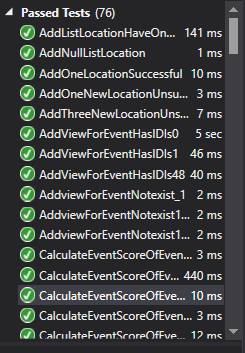 Passed Tests (76)
AddListLocationHaveOn... 141 ms
AddNullListLocation 1 ms
AddOneLocationSuccessful 10 ms
AddOneNewLocationUnsu... 3 ms
AddThreeNewLocationUns... 7 ms
AddViewForEventHasIDIs0 5 sec
AddViewForEventHasIDIs1 46 ms
AddViewForEventHasIDIs48 40 ms
AddviewForEventNotexist_1 2 ms
AddviewForEventNotexist1... 2 ms
AddviewForEventNotexist1... 2 ms
CalculateEventScoreOfEven... 3 ms
CalculateEventScoreOfEv... 440 ms
CalculateEventScoreOfEve... 10 ms
CalculateEventScoreOfEven... 3 ms
CalculateEventScoreOfEve... 12 ms